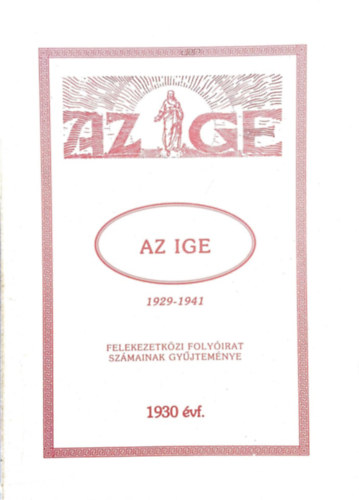 AZ IGE
AZ IGE
1929-1941
FELEKEZETKÖZI FOLYÓIRAT
SZÁMAINAK GYŰJTEMÉNYE
1930 évf.